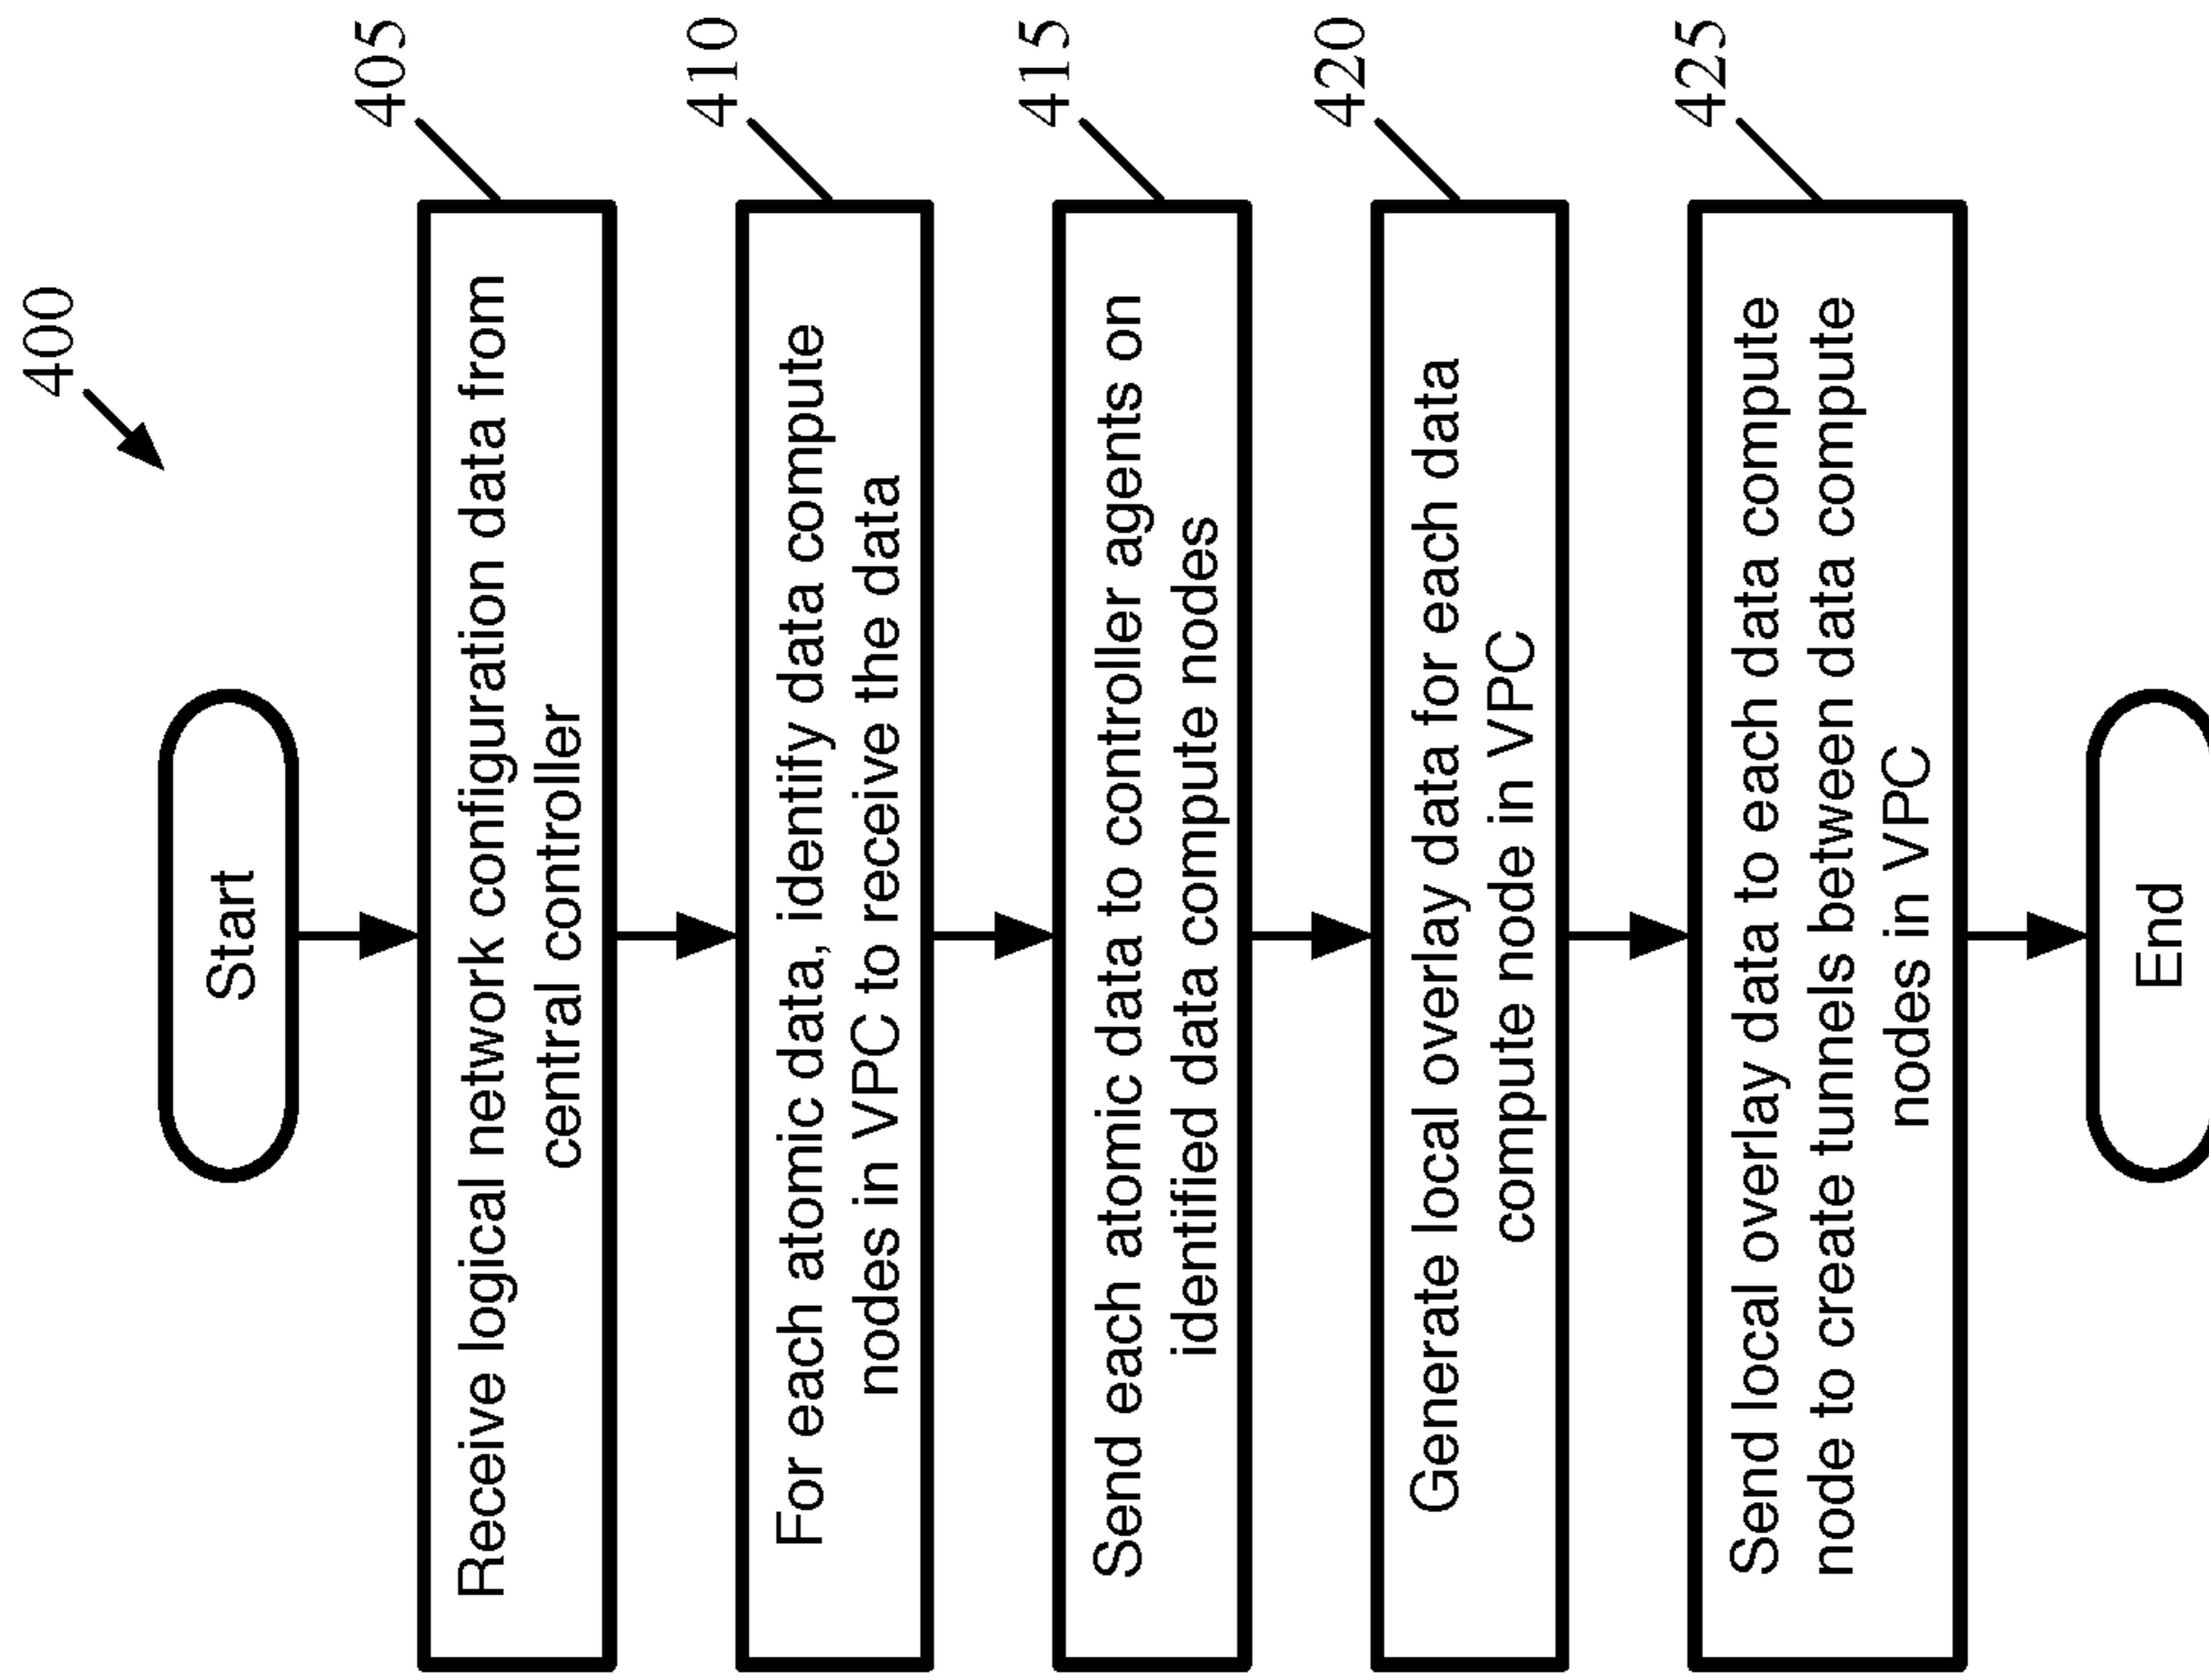 400
Start
405
Receive logical network configuration data from
central controller
410
For each atomic data, identify data compute
nodes in VPC to receive the data
415
Send each atomic data to controller agents on
identified data compute nodes
420
Generate local overlay data for each data
compute node in VPC
425
Send local overlay data to each data compute
node to create tunnels between data compute
nodes in VPC
End